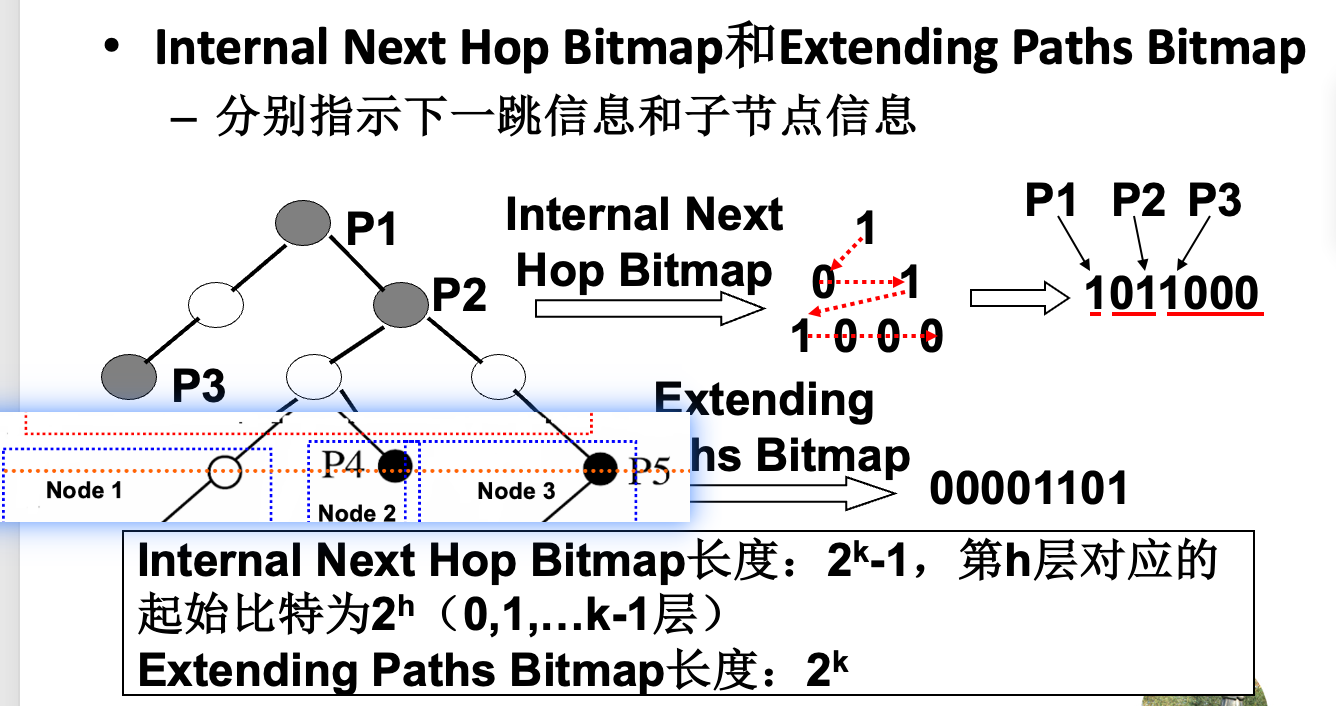 • Internal Next Hop Bitmap和Extending Paths Bitmap
– 分别指示下一跳信息和子节点信息
P1
P2
P3
Internal Next
Hop Bitmap
1
0 1
1 0 0 0
P1 P2 P3
1011000
Extending
hs Bitmap
00001101
P4
P5
Node 1
Node 2
Node 3
Internal Next Hop Bitmap长度：2ᵏ-1，第h层对应的
起始比特为2ʰ（0,1,...k-1层）
Extending Paths Bitmap长度：2ᵏ